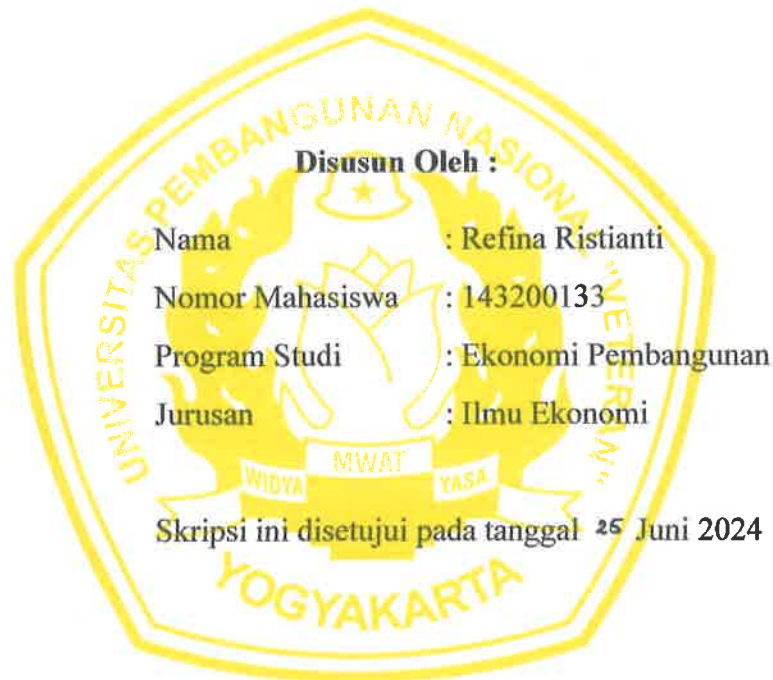 UNIVERSITAS PEMBANGUNAN NASIONAL "VETERAN"
Disusun Oleh :
Nama : Refina Ristianti
Nomor Mahasiswa : 143200133
Program Studi : Ekonomi Pembangunan
Jurusan : Ilmu Ekonomi
WIDYA MWAT YASA
Skripsi ini disetujui pada tanggal 25 Juni 2024
YOGYAKARTA